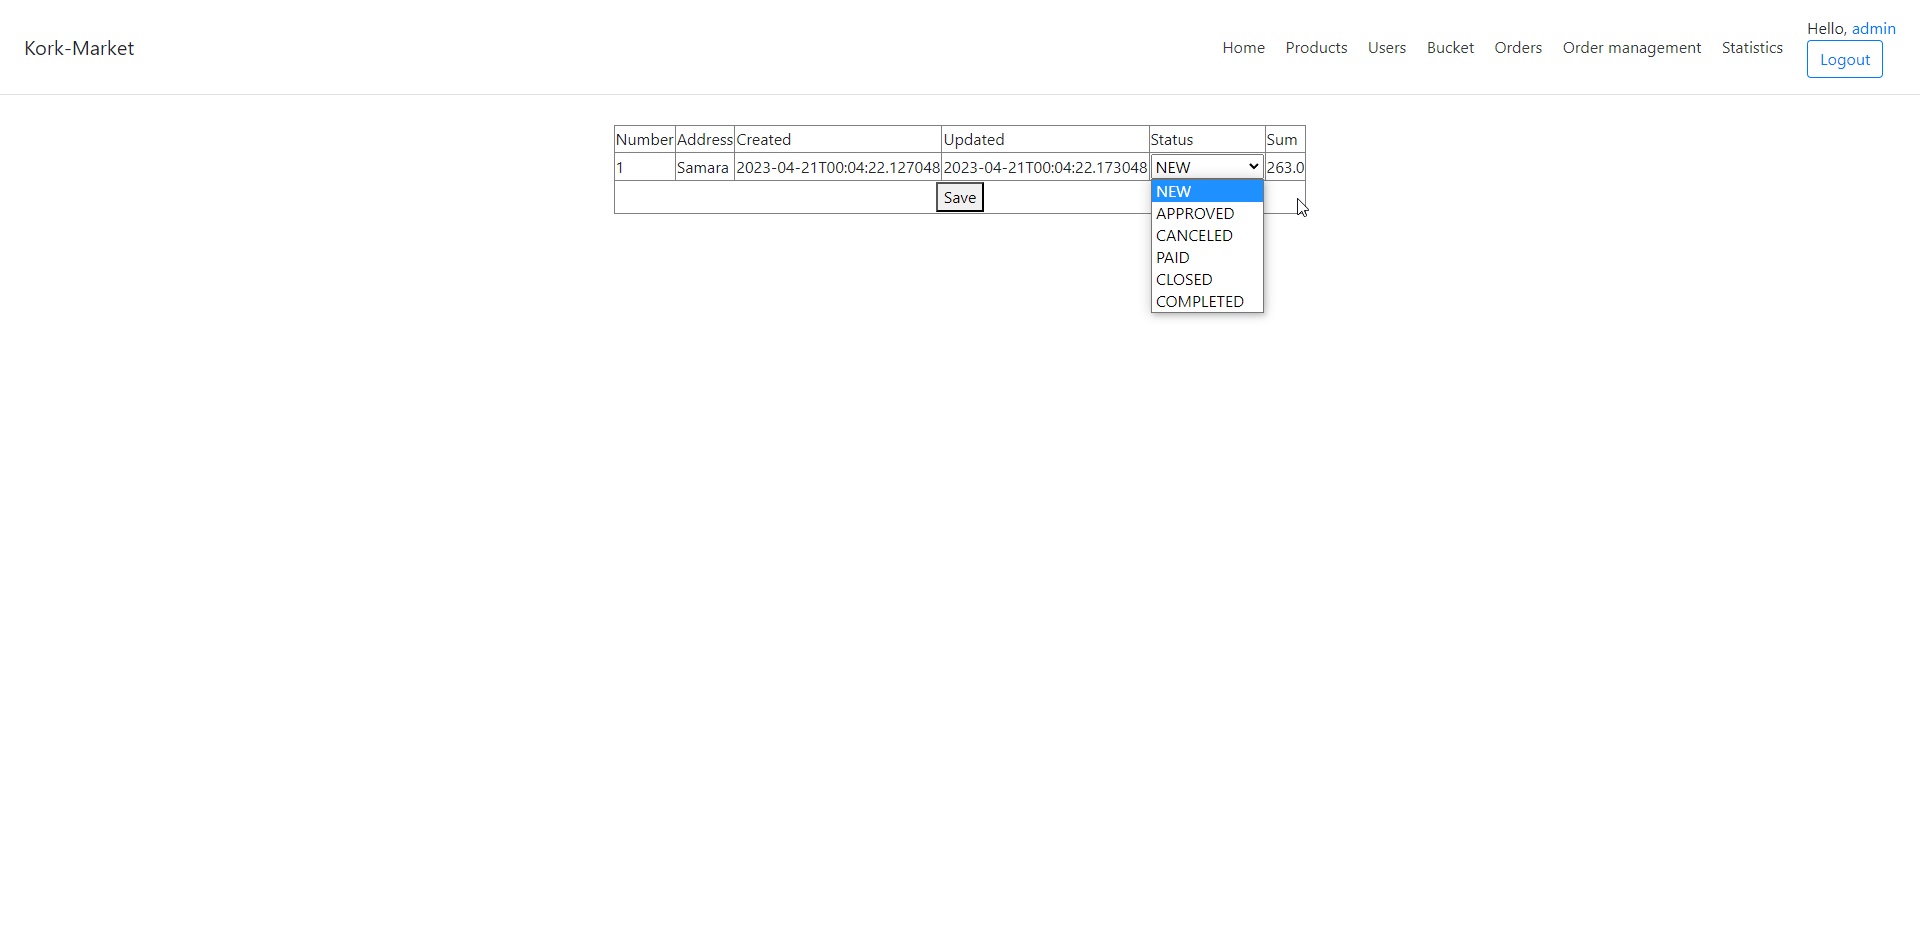 Kork-Market
Home Products Users Bucket Orders Order management Statistics
Hello, admin
Logout
Number Address Created Updated Status Sum
1 Samara 2023-04-21T00:04:22.127048 2023-04-21T00:04:22.173048 NEW 263.0
Save
NEW
APPROVED
CANCELED
PAID
CLOSED
COMPLETED